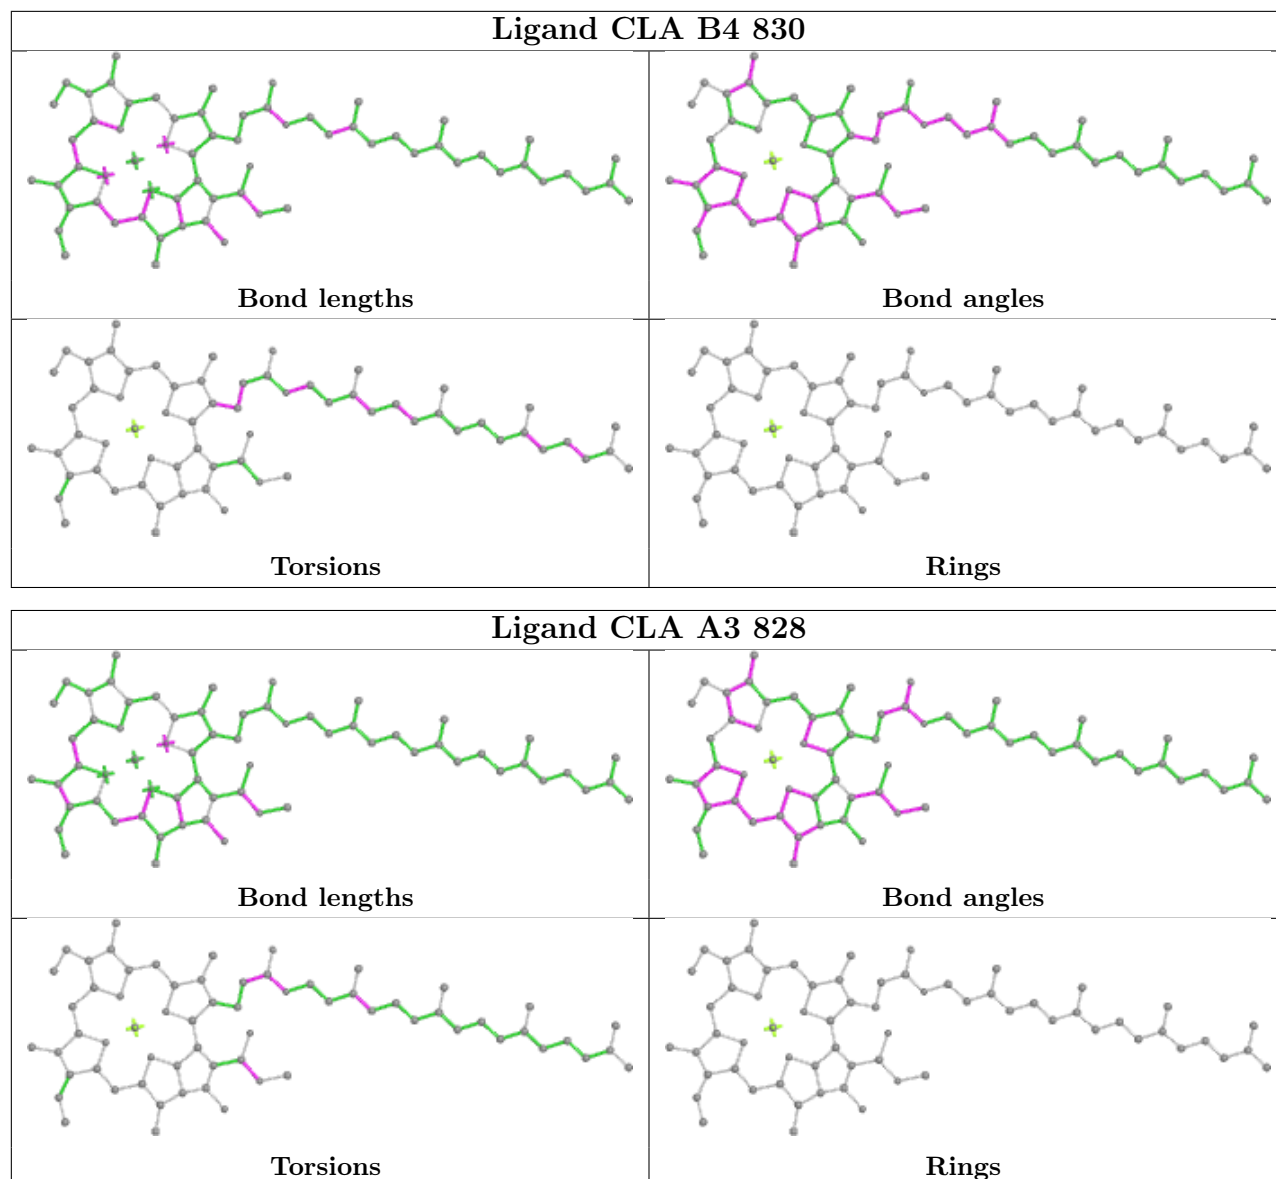 Ligand CLA B4 830
Bond lengths
Bond angles
Torsions
Rings
Ligand CLA A3 828
Bond lengths
Bond angles
Torsions
Rings